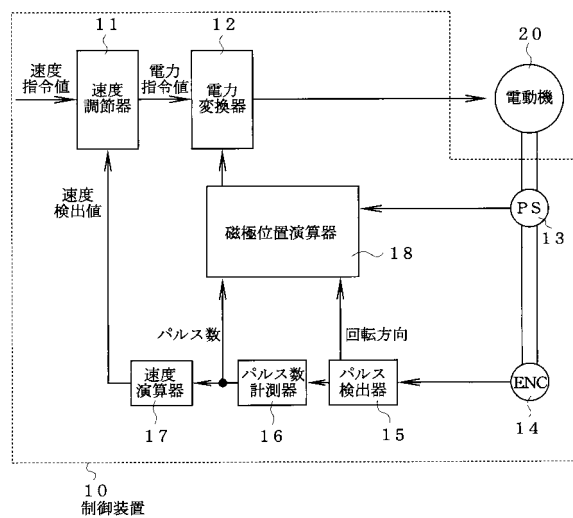 11
12
20
速度
指令値
速度
調節器
電力
指令値
電力
変換器
電動機
速度
検出値
磁極位置演算器
18
PS
13
パルス数
回転方向
速度
演算器
17
パルス数
計測器
16
パルス
検出器
15
ENC
14
10
制御装置